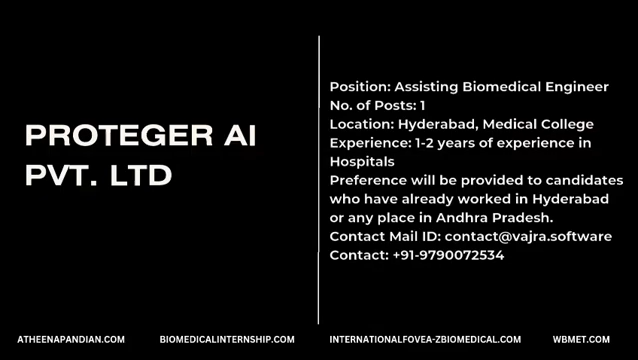 PROTEGER AI
PVT. LTD
Position: Assisting Biomedical Engineer
No. of Posts: 1
Location: Hyderabad, Medical College
Experience: 1-2 years of experience in
Hospitals
Preference will be provided to candidates
who have already worked in Hyderabad
or any place in Andhra Pradesh.
Contact Mail ID: contact@vajra.software
Contact: +91-9790072534
ATHEENAPANDIAN.COM
BIOMEDICALINTERNSHIP.COM
INTERNATIONALFOVEA-ZBIOMEDICAL.COM
WBMET.COM